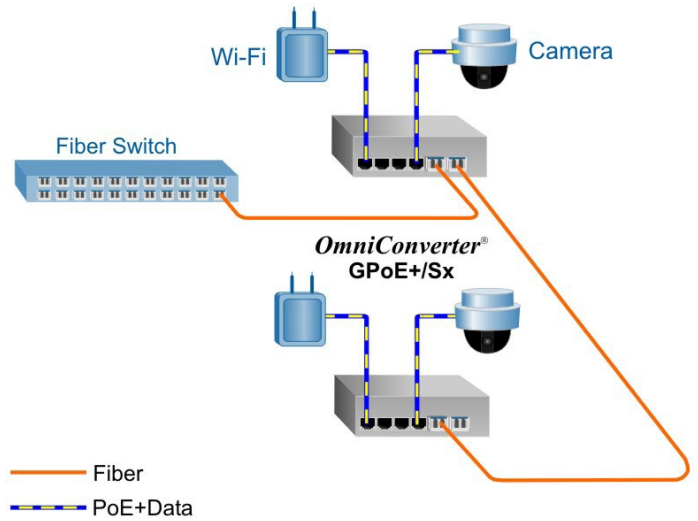 Wi-Fi
Camera
Fiber Switch
OmniConverter®
GPoE+/Sx
Fiber
PoE+Data